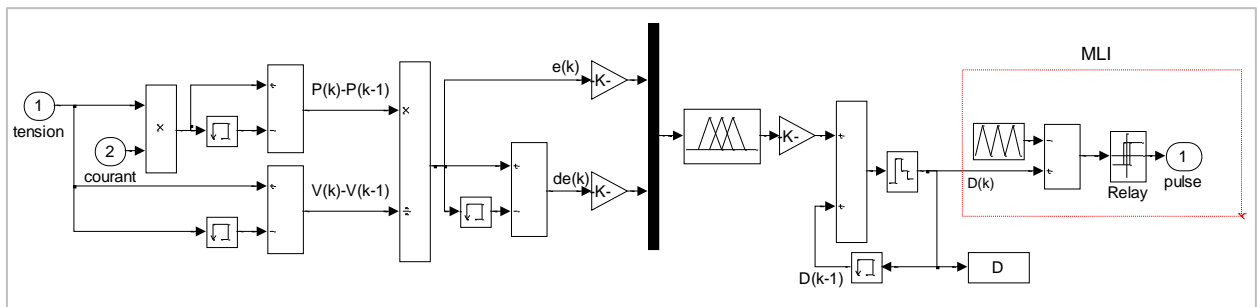 MLI
e(k)
-K-
P(k)-P(k-1)
1
tension
×
×
2
courant
-K-
V(k)-V(k-1)
de(k)
-K-
÷
D(k)
Relay
1
pulse
D(k-1)
D